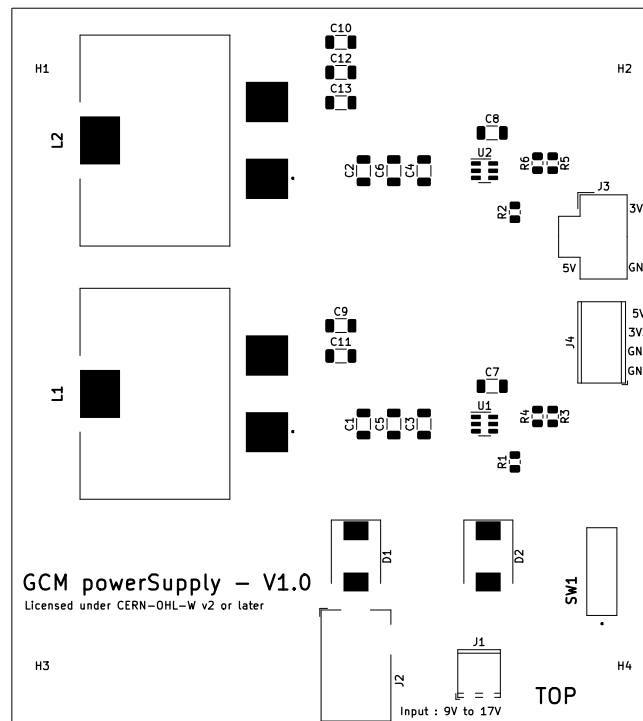 C10
H1
C12
H2
C13
C8
L2
U2
C2
C6
C4
R6
R5
J3
R2
3V
5V
GN
C9
5V
C11
3V3
J4
GN
C7
GN
L1
U1
C1
C5
C3
R4
R3
R1
D1
D2
GCM powerSupply - V1.0
SW1
Licensed under CERN-OHL-W v2 or later
J1
H3
J2
H4
TOP
Input : 9V to 17V